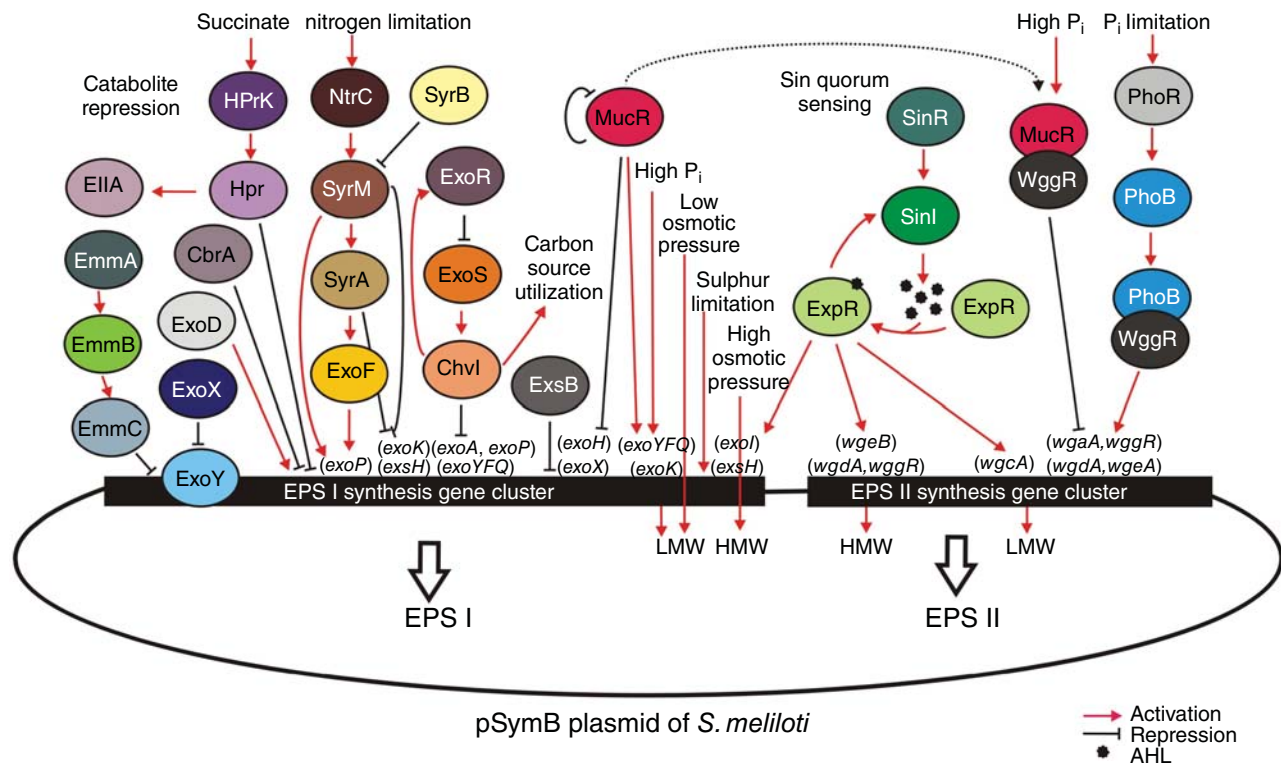 Succinate
nitrogen limitation
High Pi
Pi limitation
Catabolite
repression
HPrK
NtrC
SyrB
MucR
Sin quorum
sensing
SinR
PhoR
MucR
WggR
EIIA
Hpr
SyrM
ExoR
High Pi
Low
osmotic
pressure
SinI
PhoB
EmmA
CbrA
SyrA
ExoS
Carbon
source
utilization
Sulphur
limitation
ExpR
ExpR
PhoB
WggR
ExoD
EmmB
ExoX
ExoF
ChvI
ExsB
High
osmotic
pressure
EmmC
ExoY
(exoP)
(exoK)
(exsH)
(exoA, exoP)
(exoYFQ)
(exoH)
(exoX)
(exoYFQ)
(exoK)
(exoI)
(exsH)
(wgeB)
(wgdA,wggR)
(wgcA)
(wgaA,wggR)
(wgdA,wgeA)
EPS I synthesis gene cluster
EPS II synthesis gene cluster
LMW
HMW
HMW
LMW
EPS I
EPS II
pSymB plasmid of S. meliloti
Activation
Repression
AHL